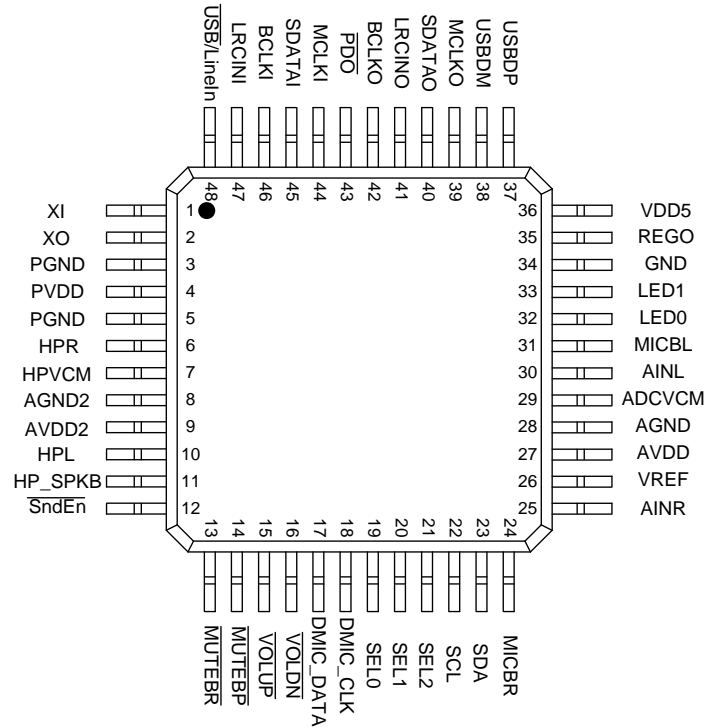 USB/LineIn
LRCINI
BCLKI
SDATAI
MCLKI
PDO
BCLKO
LRCINO
SDATAO
MCLKO
USBDM
USBDP
48
47
46
45
44
43
42
41
40
39
38
37
XI 1 36 VDD5
XO 2 35 REGO
PGND 3 34 GND
PVDD 4 33 LED1
PGND 5 32 LED0
HPR 6 31 MICBL
HPVCM 7 30 AINL
AGND2 8 29 ADCVCM
AVDD2 9 28 AGND
HPL 10 27 AVDD
HP_SPKB 11 26 VREF
SndEn 12 25 AINR
13
14
15
16
17
18
19
20
21
22
23
24
MUTEBR
MUTEBP
VOLUP
VOLDN
DMIC_DATA
DMIC_CLK
SEL0
SEL1
SEL2
SCL
SDA
MICBR